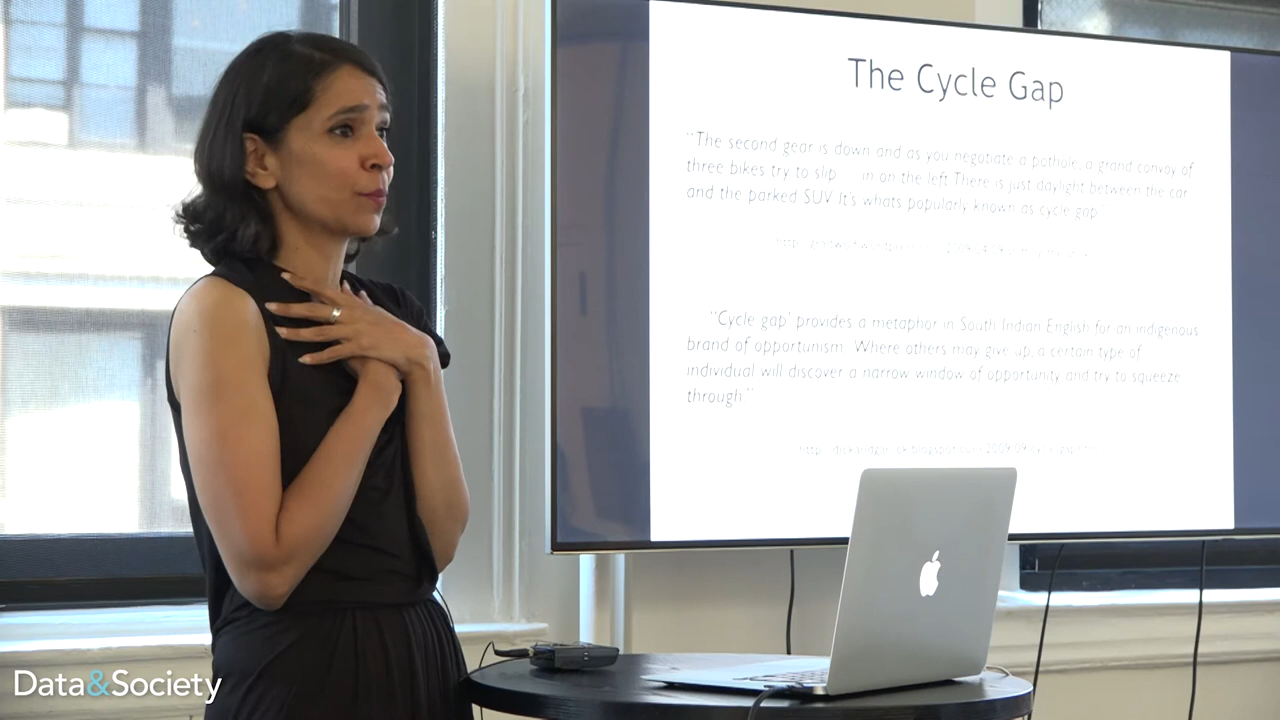 The Cycle Gap
"The second gear is down and as you negotiate a pothole, a grand convoy of
three bikes try to slip in on the left There is just daylight between the car
and the parked SUV It's whats popularly known as cycle gap"
"Cycle gap' provides a metaphor in South Indian English for an indigenous
brand of opportunism Where others may give up, a certain type of
individual will discover a narrow window of opportunity and try to squeeze
through"
Data&Society